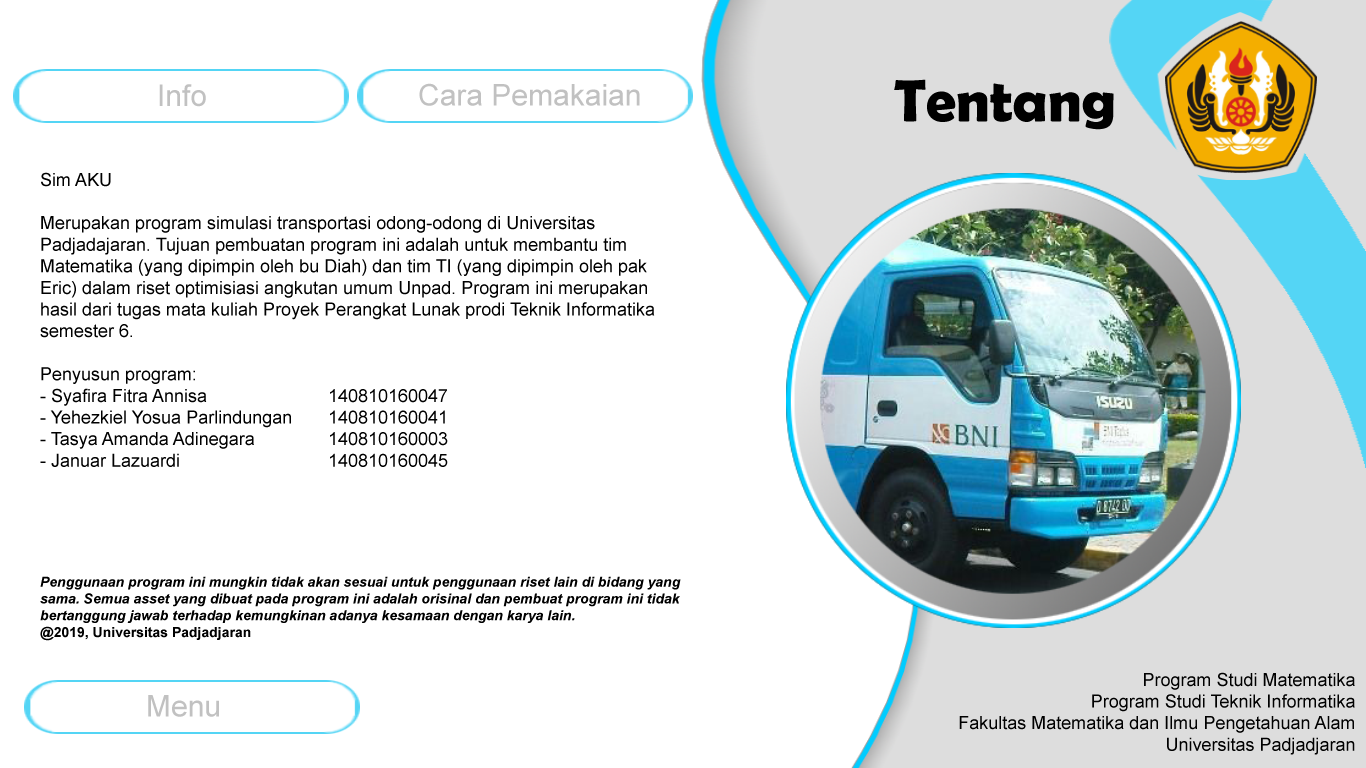 Info
Cara Pemakaian
Tentang
Sim AKU
Merupakan program simulasi transportasi odong-odong di Universitas
Padjadajaran. Tujuan pembuatan program ini adalah untuk membantu tim
Matematika (yang dipimpin oleh bu Diah) dan tim TI (yang dipimpin oleh pak
Eric) dalam riset optimisiasi angkutan umum Unpad. Program ini merupakan
hasil dari tugas mata kuliah Proyek Perangkat Lunak prodi Teknik Informatika
semester 6.
Penyusun program:
- Syafira Fitra Annisa 140810160047
- Yehezkiel Yosua Parlindungan 140810160041
- Tasya Amanda Adinegara 140810160003
- Januar Lazuardi 140810160045
Penggunaan program ini mungkin tidak akan sesuai untuk penggunaan riset lain di bidang yang
sama. Semua asset yang dibuat pada program ini adalah orisinal dan pembuat program ini tidak
bertanggung jawab terhadap kemungkinan adanya kesamaan dengan karya lain.
@2019, Universitas Padjadjaran
Menu
ISUZU
BNI
Program Studi Matematika
Program Studi Teknik Informatika
Fakultas Matematika dan Ilmu Pengetahuan Alam
Universitas Padjadjaran